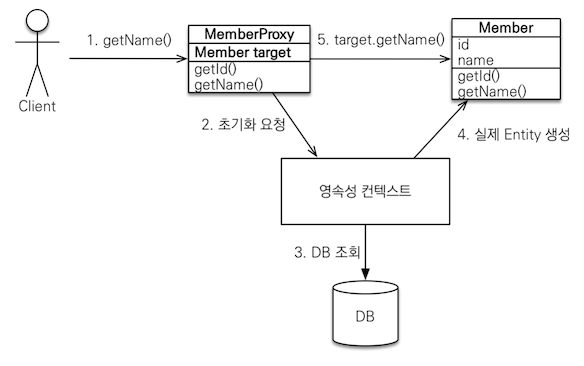 1. getName()
MemberProxy
Member target
getId()
getName()
5. target.getName()
Member
id
name
getId()
getName()
Client
2. 초기화 요청
4. 실제 Entity 생성
영속성 컨텍스트
3. DB 조회
DB